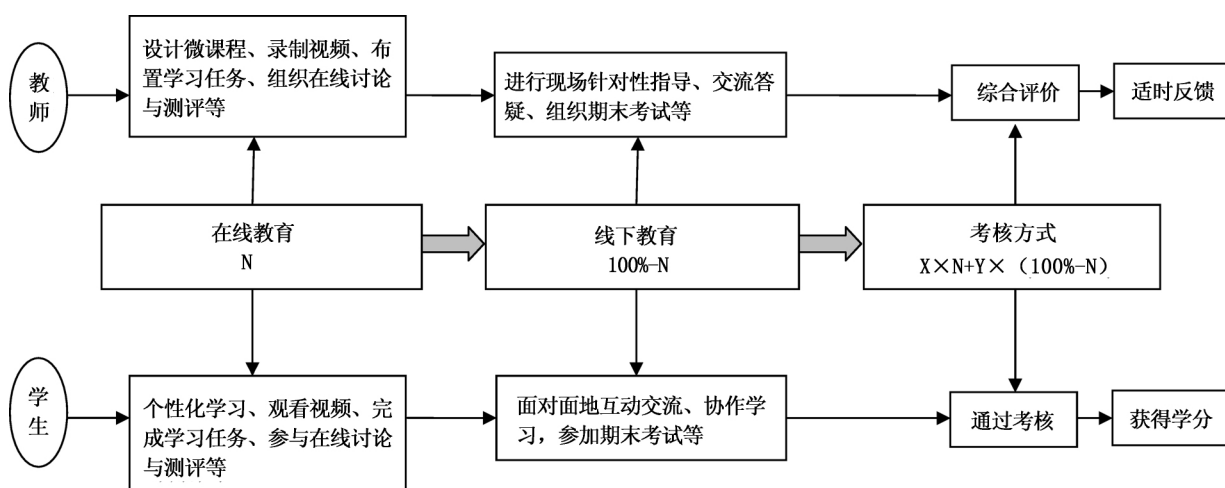 教师
设计微课程、录制视频、布
置学习任务、组织在线讨论
与测评等
进行现场针对性指导、交流答
疑、组织期末考试等
综合评价
适时反馈
在线教育
N
线下教育
100%-N
考核方式
X×N+Y×（100%-N）
学生
个性化学习、观看视频、完
成学习任务、参与在线讨论
与测评等
面对面地互动交流、协作学
习，参加期末考试等
通过考核
获得学分